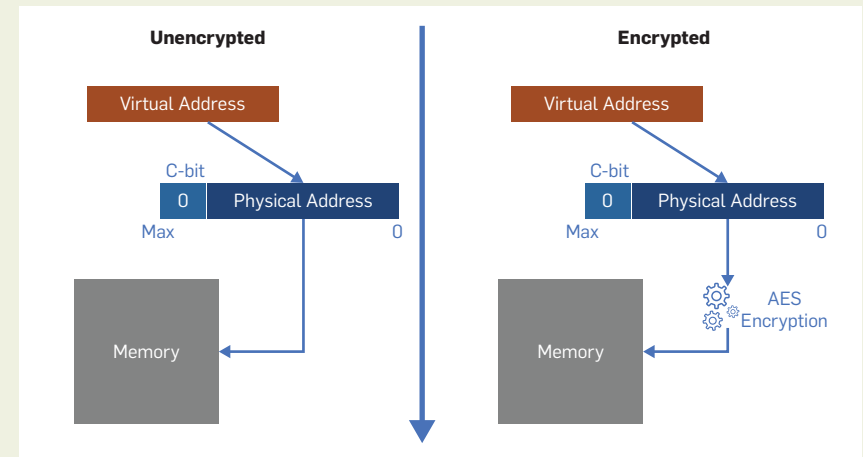 Unencrypted
Virtual Address
C-bit
0
Physical Address
Max
0
Memory
Encrypted
Virtual Address
C-bit
0
Physical Address
Max
0
AES
Encryption
Memory